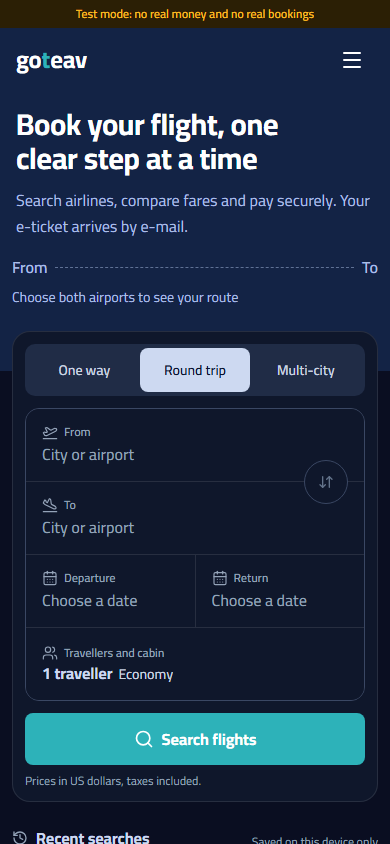 Test mode: no real money and no real bookings
goteav
Book your flight, one
clear step at a time
Search airlines, compare fares and pay securely. Your
e-ticket arrives by e-mail.
From To
Choose both airports to see your route
One way Round trip Multi-city
From
City or airport
To
City or airport
Departure Return
Choose a date Choose a date
Travellers and cabin
1 traveller Economy
Search flights
Prices in US dollars, taxes included.
Recent searches Saved on this device only